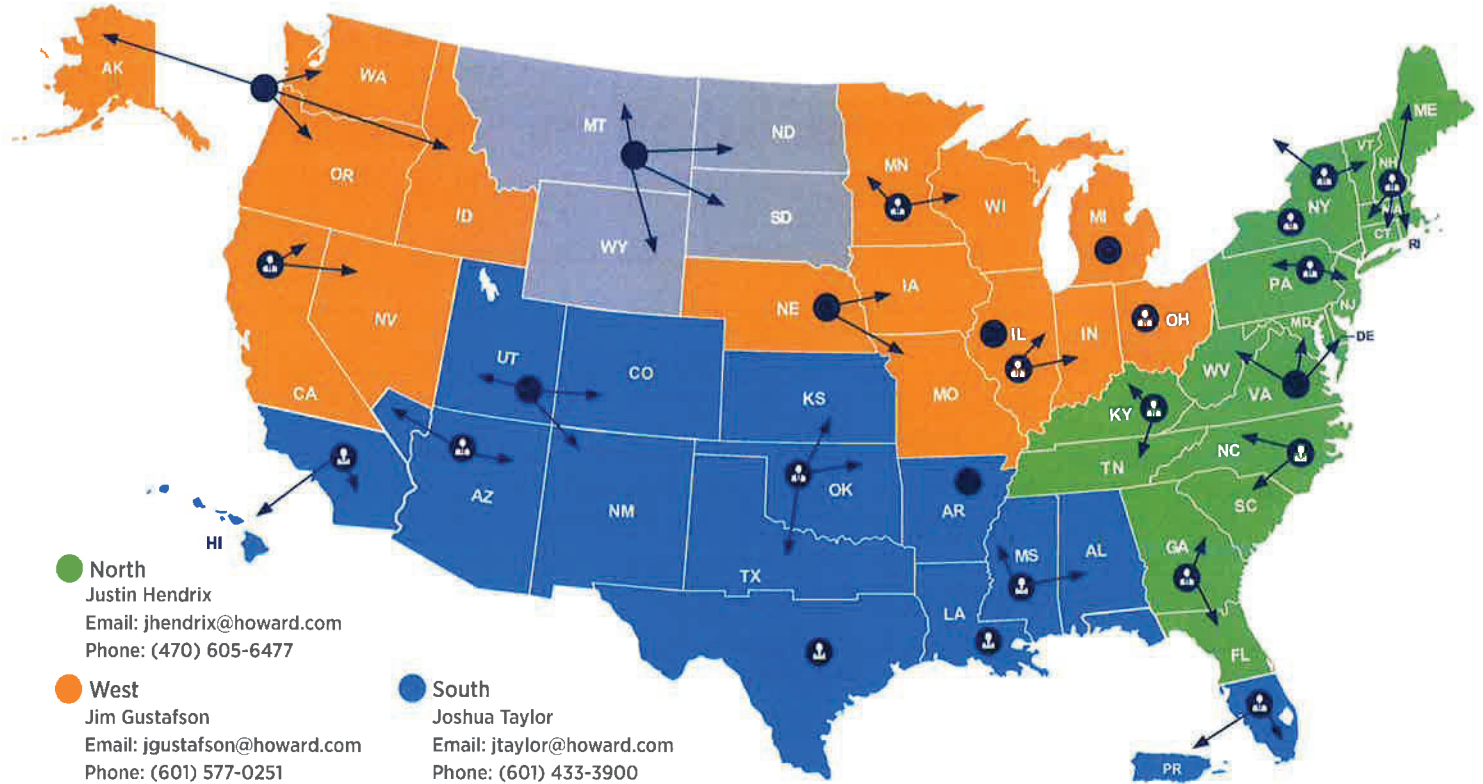 AK
WA
OR
ID
MT
ND
SD
WY
MN
WI
MI
NE
IA
IL
IN
OH
MO
NV
CA
UT
CO
KS
AZ
NM
OK
TX
AR
LA
MS
AL
HI
ME
VT
NH
NY
MA
CT
RI
PA
NJ
MD
DE
WV
VA
KY
TN
NC
SC
GA
FL
PR
North
Justin Hendrix
Email: jhendrix@howard.com
Phone: (470) 605-6477
West
Jim Gustafson
Email: jgustafson@howard.com
Phone: (601) 577-0251
South
Joshua Taylor
Email: jtaylor@howard.com
Phone: (601) 433-3900